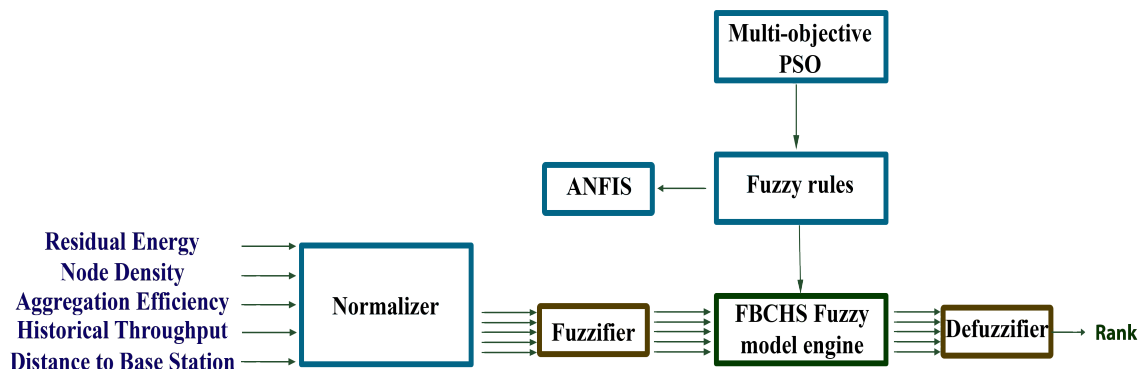 Multi-objective
PSO
ANFIS
Fuzzy rules
Residual Energy
Node Density
Aggregation Efficiency
Historical Throughput
Distance to Base Station
Normalizer
Fuzzifier
FBCHS Fuzzy
model engine
Defuzzifier
Rank